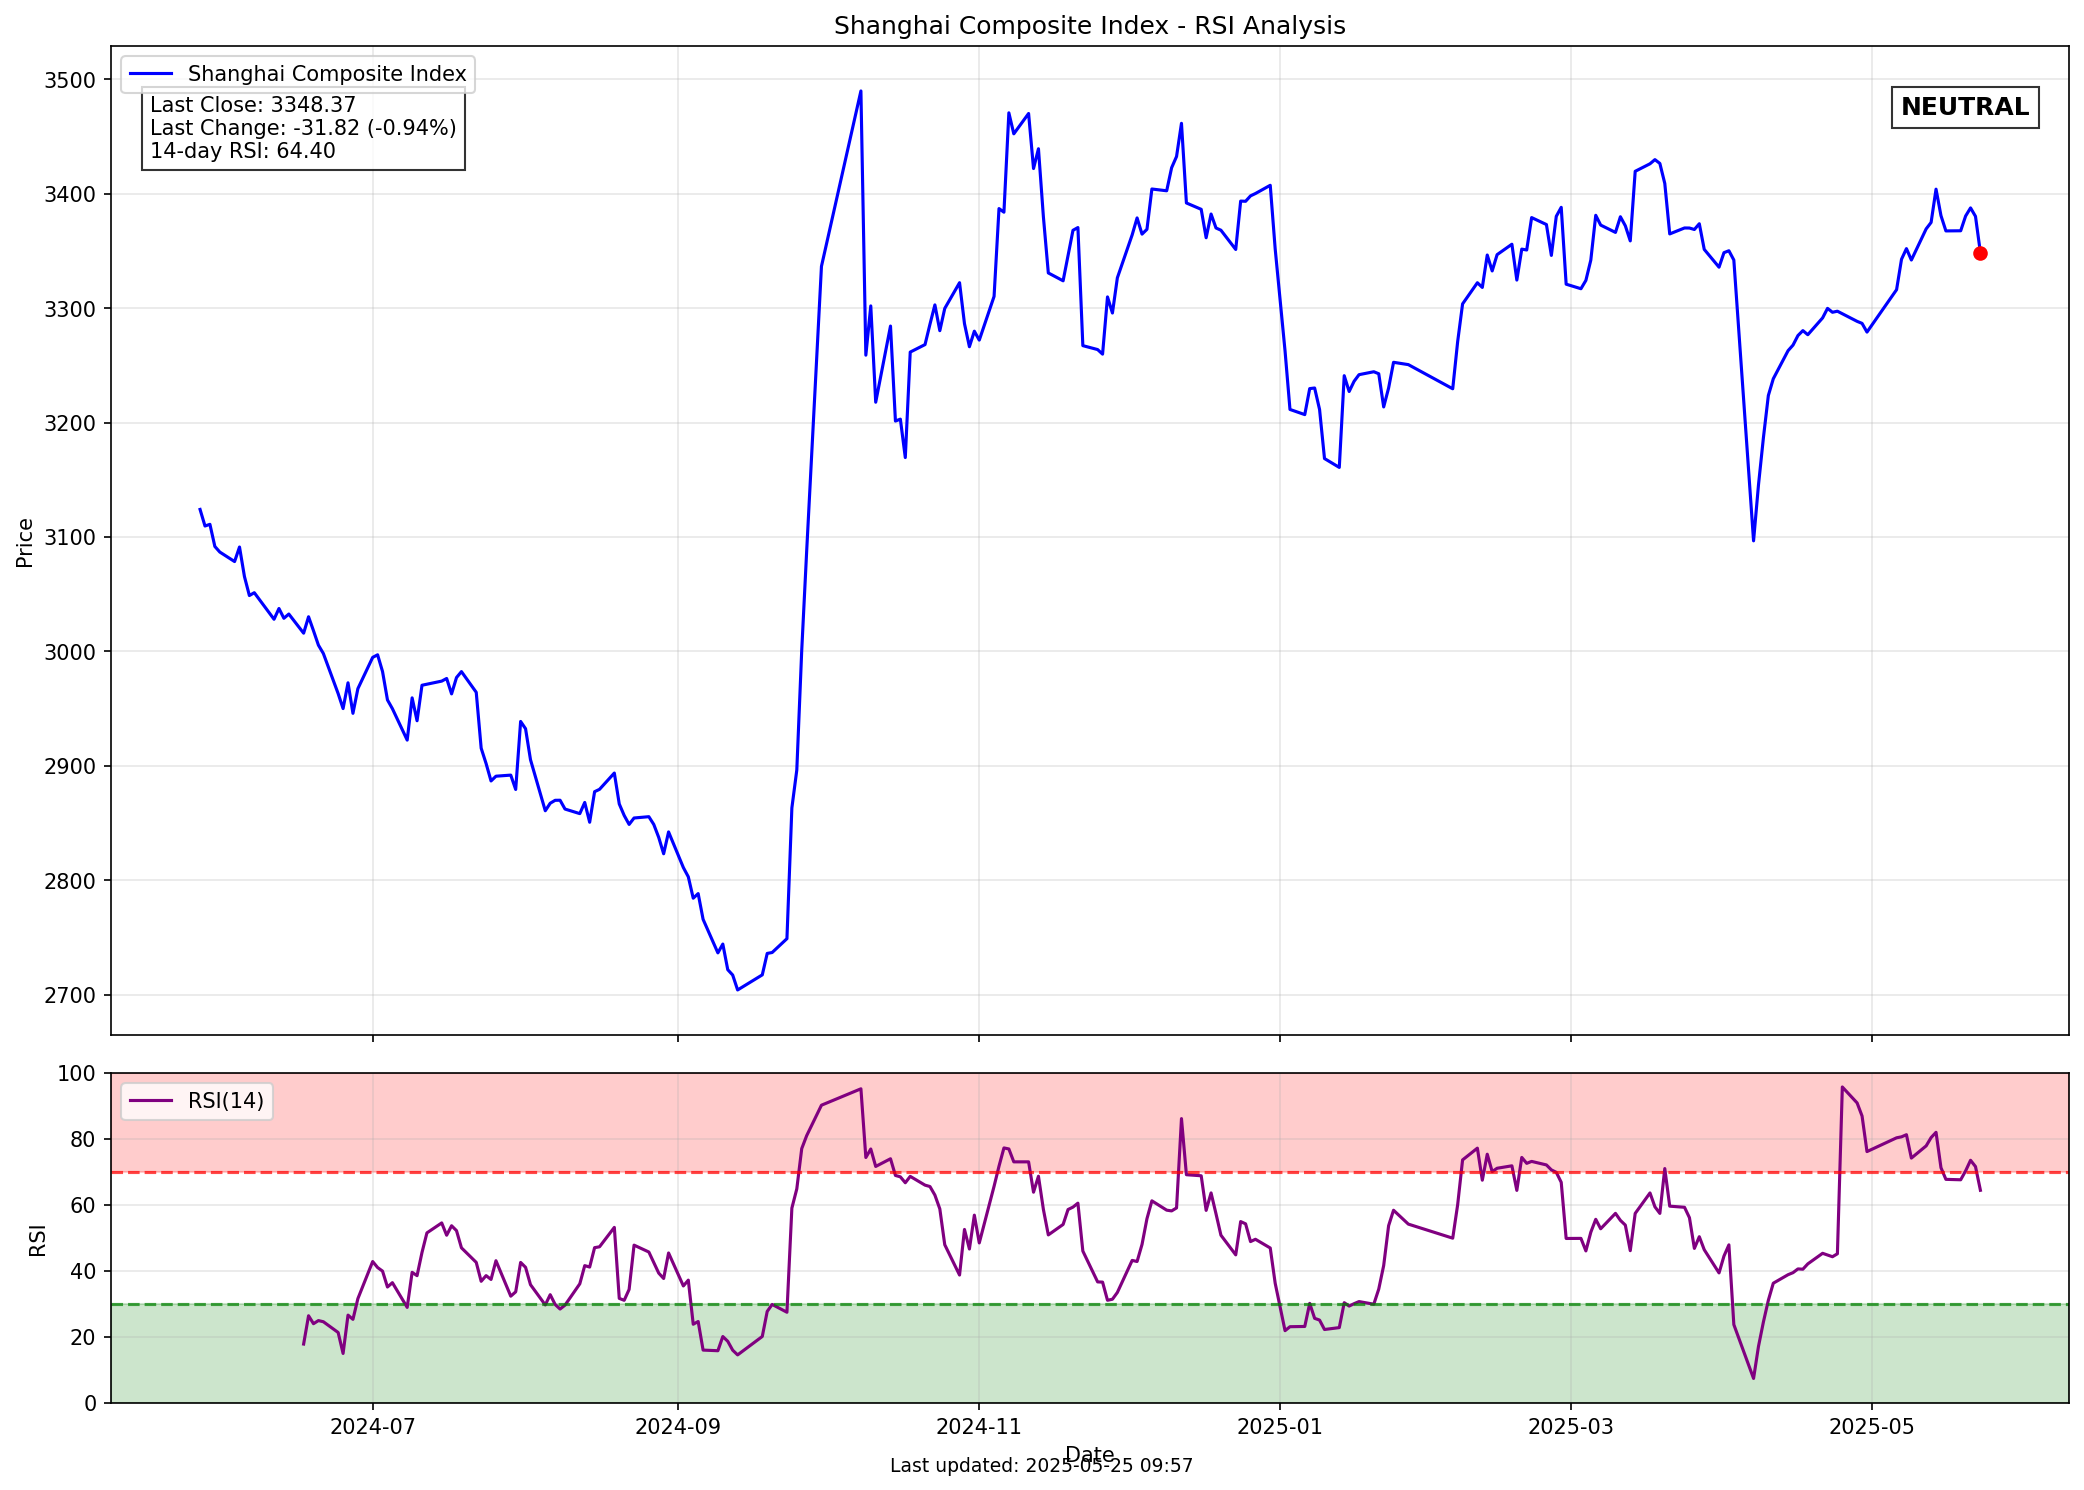 Shanghai Composite Index - RSI Analysis
Shanghai Composite Index
Last Close: 3348.37
Last Change: -31.82 (-0.94%)
14-day RSI: 64.40
NEUTRAL
Price
3500
3400
3300
3200
3100
3000
2900
2800
2700
RSI(14)
RSI
100
80
60
40
20
0
2024-07
2024-09
2024-11
2025-01
2025-03
2025-05
Date
Last updated: 2025-05-25 09:57